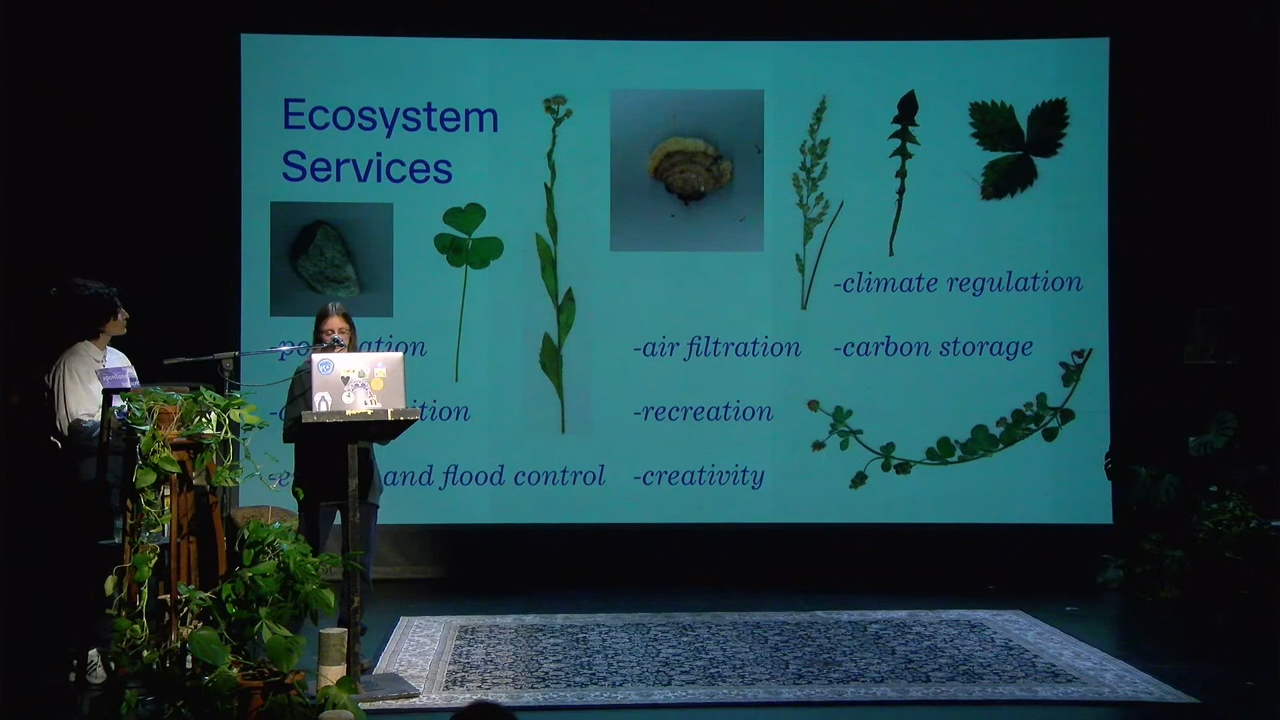 Ecosystem
Services
-climate regulation
-air filtration
-carbon storage
-recreation
and flood control
-creativity